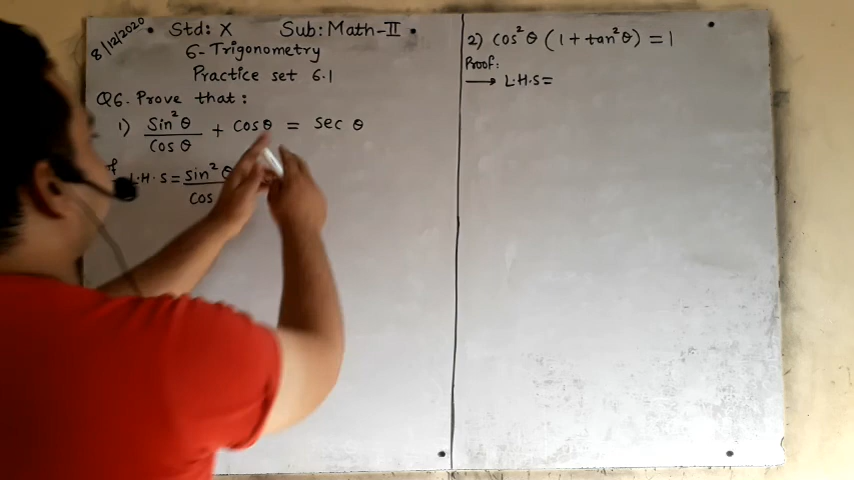 8/12/2020
Std: X Sub: Math-II
6- Trigonometry
Practice set 6.1
Q6. Prove that:
1) Sin²θ / Cos θ + Cosθ = Sec θ
L.H.S = Sin²θ / Cos
2) Cos²θ (1 + tan²θ) = 1
Proof:
→ L.H.S =